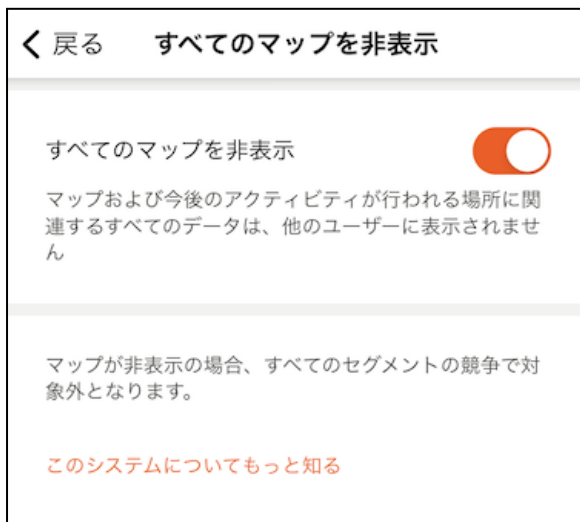 戻る すべてのマップを非表示
すべてのマップを非表示
マップおよび今後のアクティビティが行われる場所に関
連するすべてのデータは、他のユーザーに表示されませ
ん
マップが非表示の場合、すべてのセグメントの競争で対
象外となります。
このシステムについてもっと知る